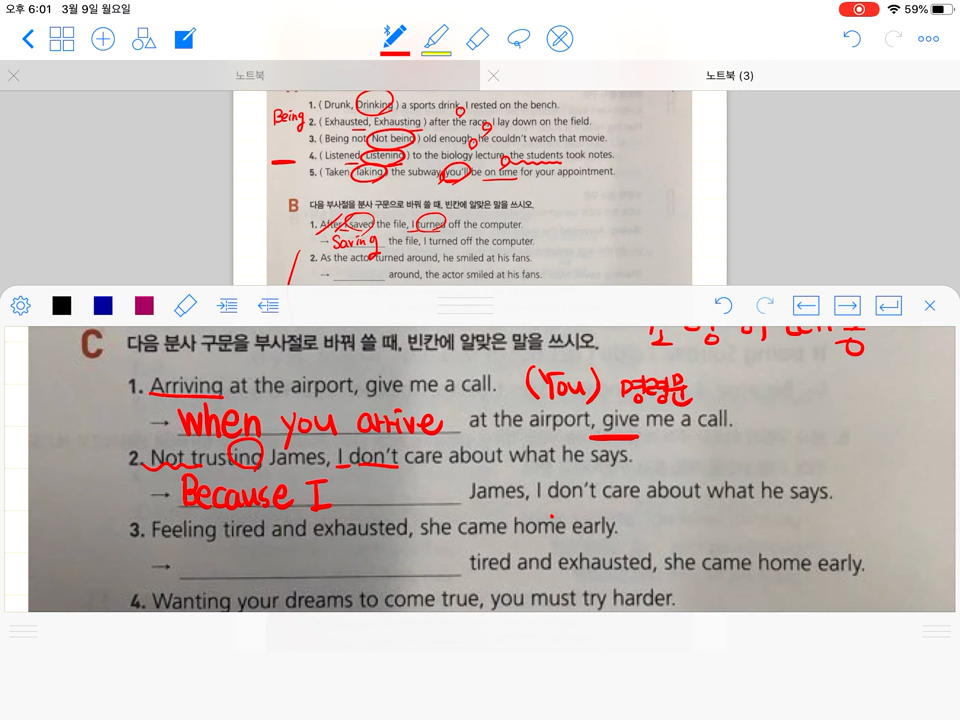 오후 6:01 3월 9일 월요일 59%
노트북 노트북 (3)
1. ( Drunk, Drinking ) a sports drink, I rested on the bench.
Being
2. ( Exhausted, Exhausting ) after the race, I lay down on the field.
3. ( Being not, Not being ) old enough, he couldn't watch that movie.
4. ( Listened, Listening ) to the biology lecture, the students took notes.
5. ( Taken, Taking ) the subway, you'll be on time for your appointment.
B 다음 부사절을 분사 구문으로 바꿔 쓸 때, 빈칸에 알맞은 말을 쓰시오.
1. After I saved the file, I turned off the computer.
→ Saving the file, I turned off the computer.
2. As the actor turned around, he smiled at his fans.
→ around, the actor smiled at his fans.
C 다음 분사 구문을 부사절로 바꿔 쓸 때, 빈칸에 알맞은 말을 쓰시오.
1. Arriving at the airport, give me a call. (You) 명령문
→ When you arrive at the airport, give me a call.
2. Not trusting James, I don't care about what he says.
→ Because I James, I don't care about what he says.
3. Feeling tired and exhausted, she came home early.
→ tired and exhausted, she came home early.
4. Wanting your dreams to come true, you must try harder.